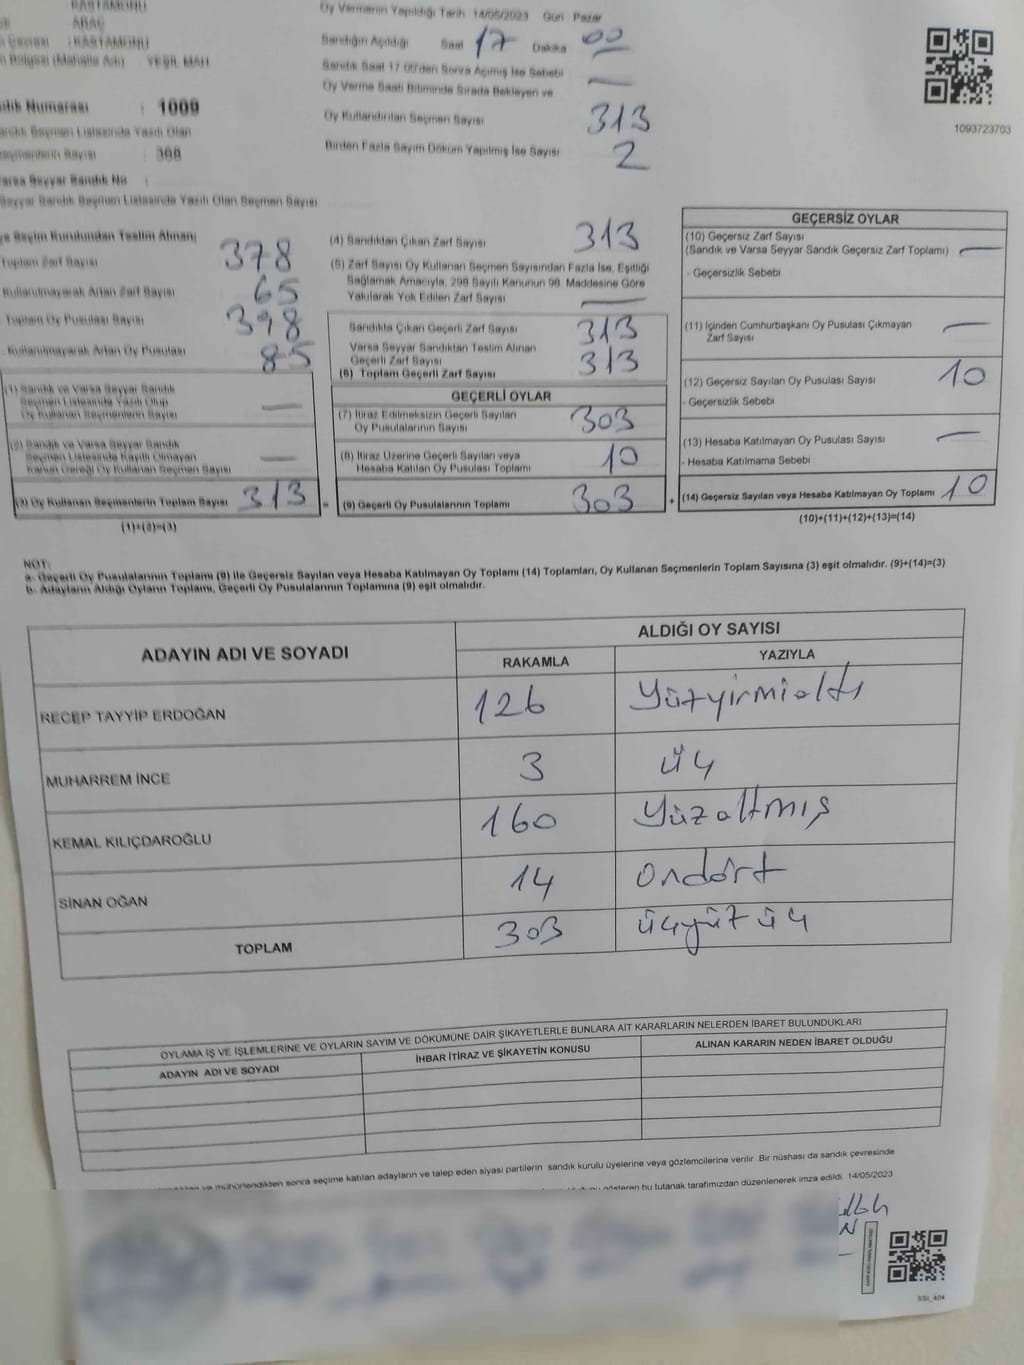 KASTAMONU
ARAÇ
KASTAMONU
Bölgesi (Mahalle Adı) : YEŞİL MAH.
Numarası : 1009
Seçmen Listesinde Yazılı Olan
Seçmenlerin Sayısı : 368
Varsa Seyyar Sandık No :
Seyyar Sandık Seçmen Listesinde Yazılı Olan Seçmen Sayısı
Oy Vermenin Yapıldığı Tarih 14/05/2023 Gün : Pazar
Sandığın Açıldığı Saat 17 Dakika 00
Sandık Saat 17:00'den Sonra Açılmış İse Sebebi —
Oy Verme Saati Bitiminde Sırada Bekleyen ve
Oy Kullandırılan Seçmen Sayısı 313
Birden Fazla Sayım Döküm Yapılmış İse Sayısı 2
1093723703
Seçim Kurulundan Teslim Alınan;
Toplam Zarf Sayısı 378
Kullanılmayarak Artan Zarf Sayısı 65
Toplam Oy Pusulası Sayısı 398
Kullanılmayarak Artan Oy Pusulası 85
(1) Sandık ve Varsa Seyyar Sandık
Seçmen Listesinde Yazılı Olup
Oy Kullanan Seçmenlerin Sayısı —
(2) Sandık ve Varsa Seyyar Sandık
Seçmen Listesinde Kayıtlı Olmayan
Kanun Gereği Oy Kullanan Seçmen Sayısı —
(3) Oy Kullanan Seçmenlerin Toplam Sayısı 313 =
(1)+(2)=(3)
(4) Sandıktan Çıkan Zarf Sayısı 313
(5) Zarf Sayısı Oy Kullanan Seçmen Sayısından Fazla İse, Eşitliği
Sağlamak Amacıyla, 298 Sayılı Kanunun 98. Maddesine Göre
Yakılarak Yok Edilen Zarf Sayısı —
Sandıkta Çıkan Geçerli Zarf Sayısı 313
Varsa Seyyar Sandıktan Teslim Alınan
Geçerli Zarf Sayısı 313
(6) Toplam Geçerli Zarf Sayısı
GEÇERLİ OYLAR
(7) İtiraz Edilmeksizin Geçerli Sayılan
Oy Pusulalarının Sayısı 303
(8) İtiraz Üzerine Geçerli Sayılan veya
Hesaba Katılan Oy Pusulası Toplamı 10
(9) Geçerli Oy Pusulalarının Toplamı 303 +
GEÇERSİZ OYLAR
(10) Geçersiz Zarf Sayısı
(Sandık ve Varsa Seyyar Sandık Geçersiz Zarf Toplamı) —
- Geçersizlik Sebebi
(11) İçinden Cumhurbaşkanı Oy Pusulası Çıkmayan
Zarf Sayısı —
(12) Geçersiz Sayılan Oy Pusulası Sayısı 10
- Geçersizlik Sebebi
(13) Hesaba Katılmayan Oy Pusulası Sayısı —
- Hesaba Katılmama Sebebi
(14) Geçersiz Sayılan veya Hesaba Katılmayan Oy Toplamı 10
(10)+(11)+(12)+(13)=(14)
NOT:
a- Geçerli Oy Pusulalarının Toplamı (9) ile Geçersiz Sayılan veya Hesaba Katılmayan Oy Toplamı (14) Toplamları, Oy Kullanan Seçmenlerin Toplam Sayısına (3) eşit olmalıdır. (9)+(14)=(3)
b- Adayların Aldığı Oyların Toplamı, Geçerli Oy Pusulalarının Toplamına (9) eşit olmalıdır.
ADAYIN ADI VE SOYADI ALDIĞI OY SAYISI
RAKAMLA YAZIYLA
RECEP TAYYİP ERDOĞAN 126 Yüzyirmialtı
MUHARREM İNCE 3 üç
KEMAL KILIÇDAROĞLU 160 Yüzaltmış
SİNAN OĞAN 14 ondört
TOPLAM 303 üçyüz üç
OYLAMA İŞ VE İŞLEMLERİNE VE OYLARIN SAYIM VE DÖKÜMÜNE DAİR ŞİKAYETLERLE BUNLARA AİT KARARLARIN NELERDEN İBARET BULUNDUKLARI
ADAYIN ADI VE SOYADI İHBAR İTİRAZ VE ŞİKAYETİN KONUSU ALINAN KARARIN NEDEN İBARET OLDUĞU
ve mühürlendikten sonra seçime katılan adayların ve talep eden siyasi partilerin sandık kurulu üyelerine veya gözlemcilerine verilir. Bir nüshası da sandık çevresinde
gösteren bu tutanak tarafımızdan düzenlenerek imza edildi. 14/05/2023
SSI_404